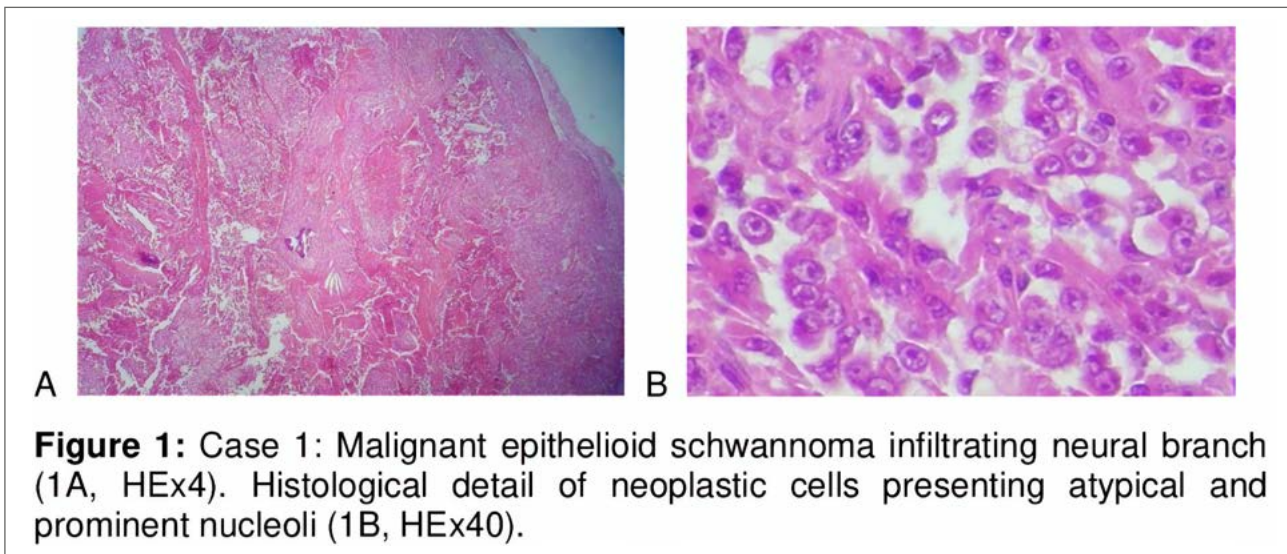 A
B
Figure 1: Case 1: Malignant epithelioid schwannoma infiltrating neural branch
(1A, HEx4). Histological detail of neoplastic cells presenting atypical and
prominent nucleoli (1B, HEx40).